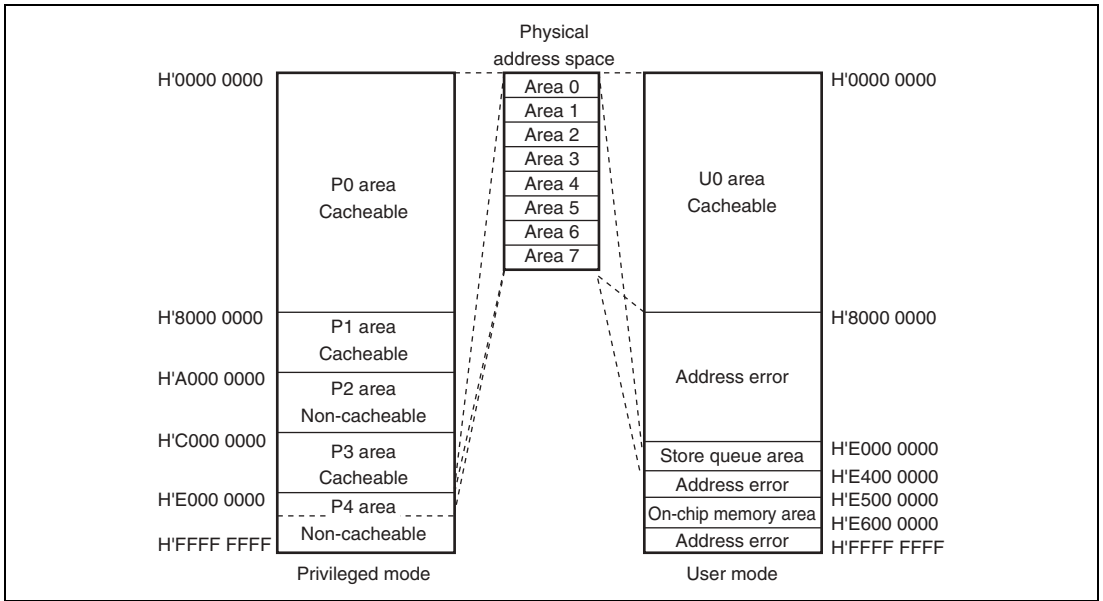 Physical
address space
H'0000 0000
H'8000 0000
H'A000 0000
H'C000 0000
H'E000 0000
H'FFFF FFFF
P0 area
Cacheable
P1 area
Cacheable
P2 area
Non-cacheable
P3 area
Cacheable
P4 area
Non-cacheable
Privileged mode
Area 0
Area 1
Area 2
Area 3
Area 4
Area 5
Area 6
Area 7
U0 area
Cacheable
Address error
Store queue area
Address error
On-chip memory area
Address error
User mode
H'0000 0000
H'8000 0000
H'E000 0000
H'E400 0000
H'E500 0000
H'E600 0000
H'FFFF FFFF